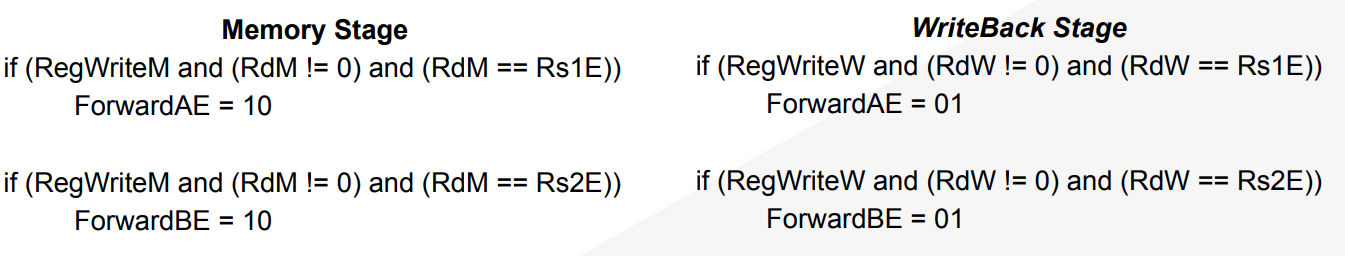 Memory Stage
if (RegWriteM and (RdM != 0) and (RdM == Rs1E))
ForwardAE = 10
if (RegWriteM and (RdM != 0) and (RdM == Rs2E))
ForwardBE = 10
WriteBack Stage
if (RegWriteW and (RdW != 0) and (RdW == Rs1E))
ForwardAE = 01
if (RegWriteW and (RdW != 0) and (RdW == Rs2E))
ForwardBE = 01